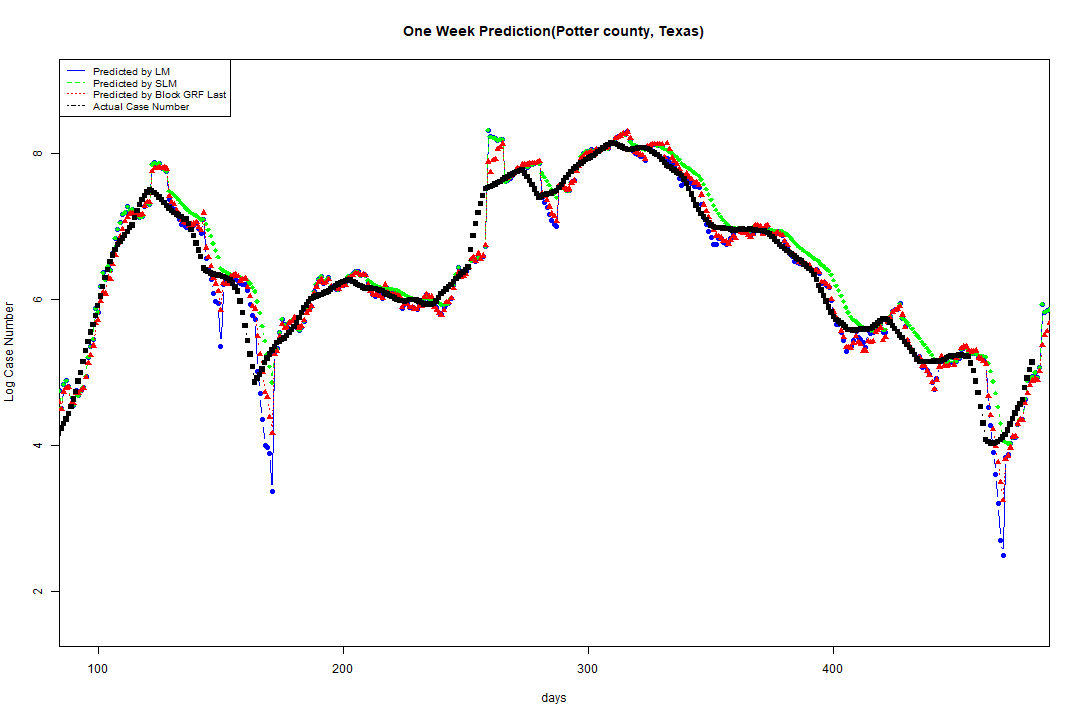 One Week Prediction(Potter county, Texas)
Predicted by LM
Predicted by SLM
Predicted by Block GRF Last
Actual Case Number
Log Case Number
8
6
4
2
100 200 300 400
days